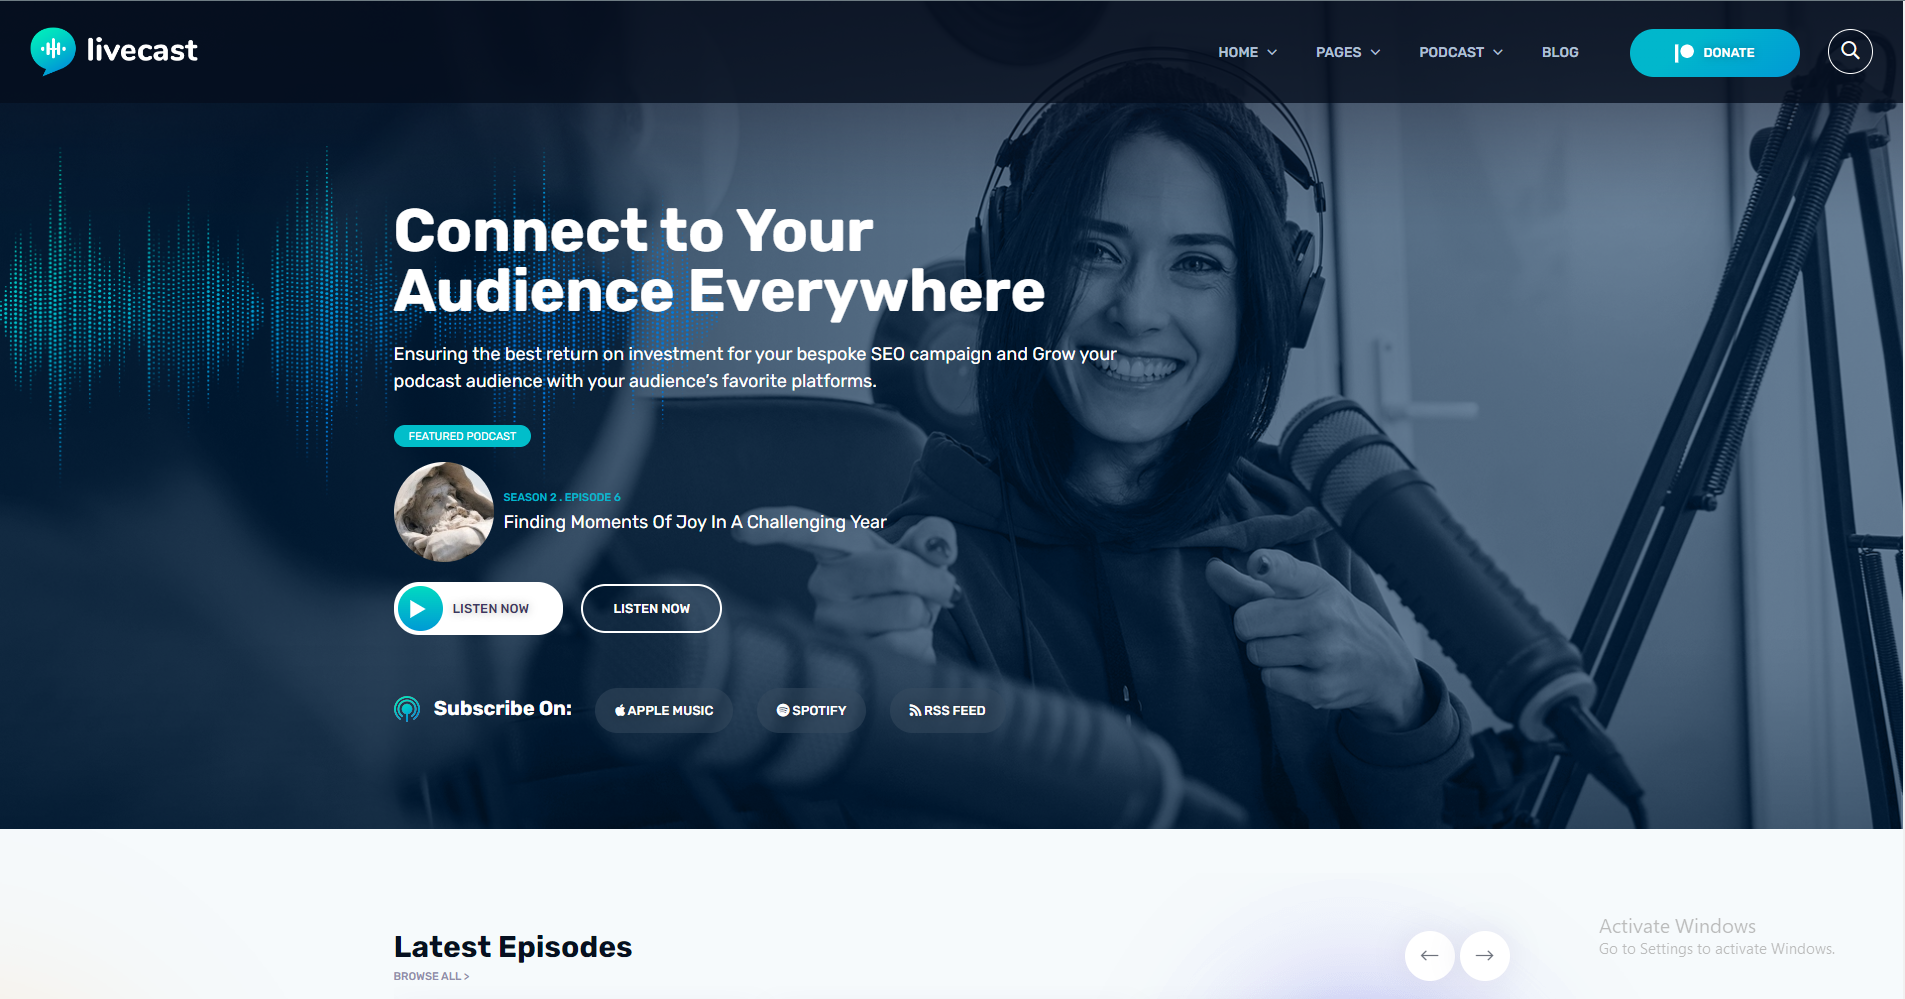 livecast
HOME
PAGES
PODCAST
BLOG
DONATE
Connect to Your
Audience Everywhere
Ensuring the best return on investment for your bespoke SEO campaign and Grow your
podcast audience with your audience’s favorite platforms.
FEATURED PODCAST
SEASON 2 . EPISODE 6
Finding Moments Of Joy In A Challenging Year
LISTEN NOW
LISTEN NOW
Subscribe On:
APPLE MUSIC
SPOTIFY
RSS FEED
Latest Episodes
BROWSE ALL >
Activate Windows
Go to Settings to activate Windows.